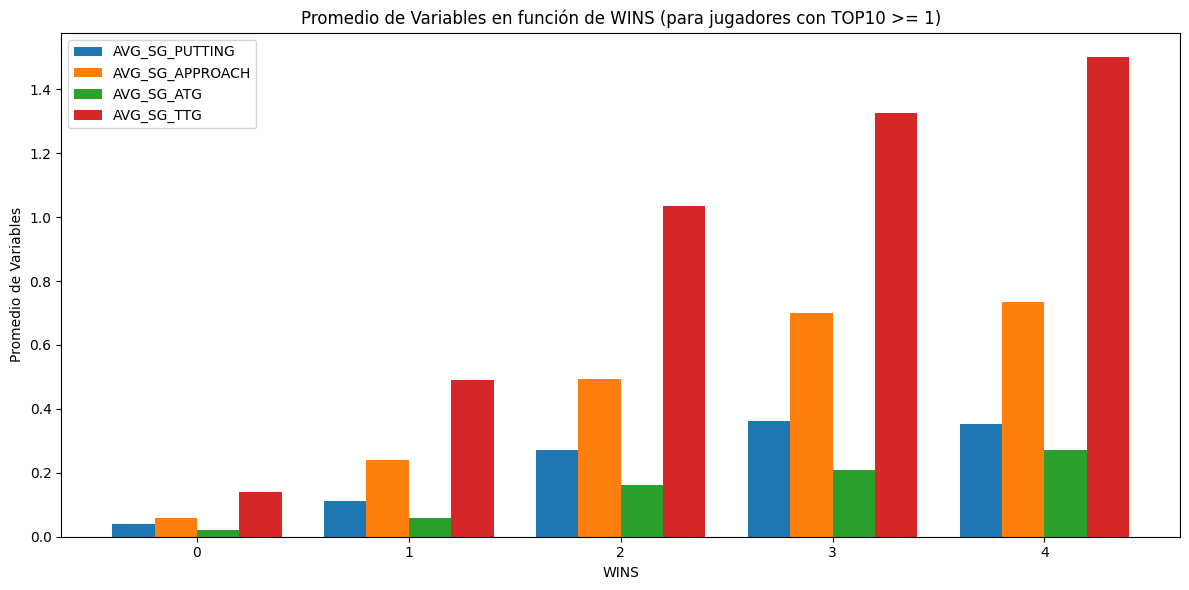 Promedio de Variables en función de WINS (para jugadores con TOP10 >= 1)
AVG_SG_PUTTING
AVG_SG_APPROACH
AVG_SG_ATG
AVG_SG_TTG
Promedio de Variables
1.4
1.2
1.0
0.8
0.6
0.4
0.2
0.0
0 1 2 3 4
WINS